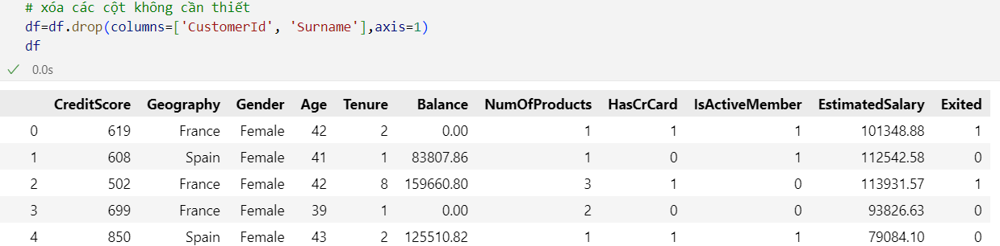 # xóa các cột không cần thiết
df=df.drop(columns=['CustomerId', 'Surname'],axis=1)
df
0.0s
CreditScore Geography Gender Age Tenure Balance NumOfProducts HasCrCard IsActiveMember EstimatedSalary Exited
0 619 France Female 42 2 0.00 1 1 1 101348.88 1
1 608 Spain Female 41 1 83807.86 1 0 1 112542.58 0
2 502 France Female 42 8 159660.80 3 1 0 113931.57 1
3 699 France Female 39 1 0.00 2 0 0 93826.63 0
4 850 Spain Female 43 2 125510.82 1 1 1 79084.10 0